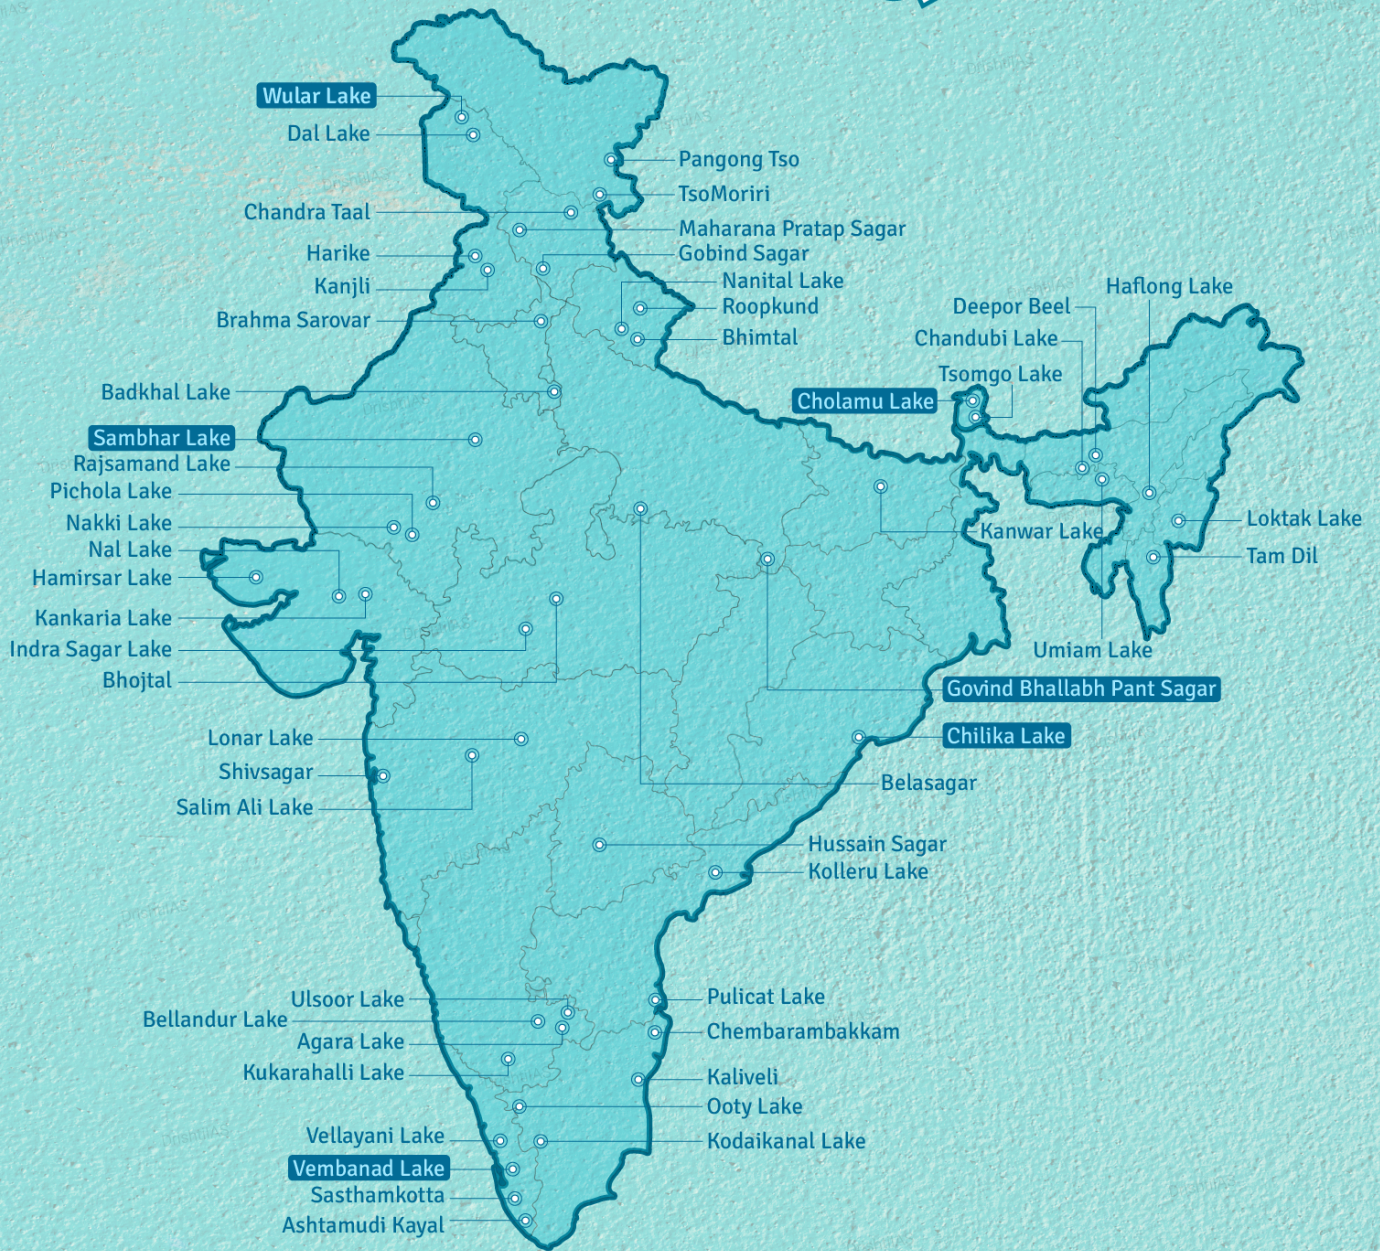 Wular Lake
Dal Lake
Pangong Tso
TsoMoriri
Chandra Taal
Maharana Pratap Sagar
Harike
Gobind Sagar
Kanjli
Nanital Lake
Haflong Lake
Roopkund
Deepor Beel
Brahma Sarovar
Bhimtal
Chandubi Lake
Tsomgo Lake
Badkhal Lake
Cholamu Lake
Sambhar Lake
Rajsamand Lake
Pichola Lake
Nakki Lake
Loktak Lake
Kanwar Lake
Nal Lake
Tam Dil
Hamirsar Lake
Kankaria Lake
Indra Sagar Lake
Umiam Lake
Bhojtal
Govind Bhallabh Pant Sagar
Lonar Lake
Chilika Lake
Shivsagar
Belasagar
Salim Ali Lake
Hussain Sagar
Kolleru Lake
Ulsoor Lake
Pulicat Lake
Bellandur Lake
Chembarambakkam
Agara Lake
Kukarahalli Lake
Kaliveli
Ooty Lake
Vellayani Lake
Kodaikanal Lake
Vembanad Lake
Sasthamkotta
Ashtamudi Kayal